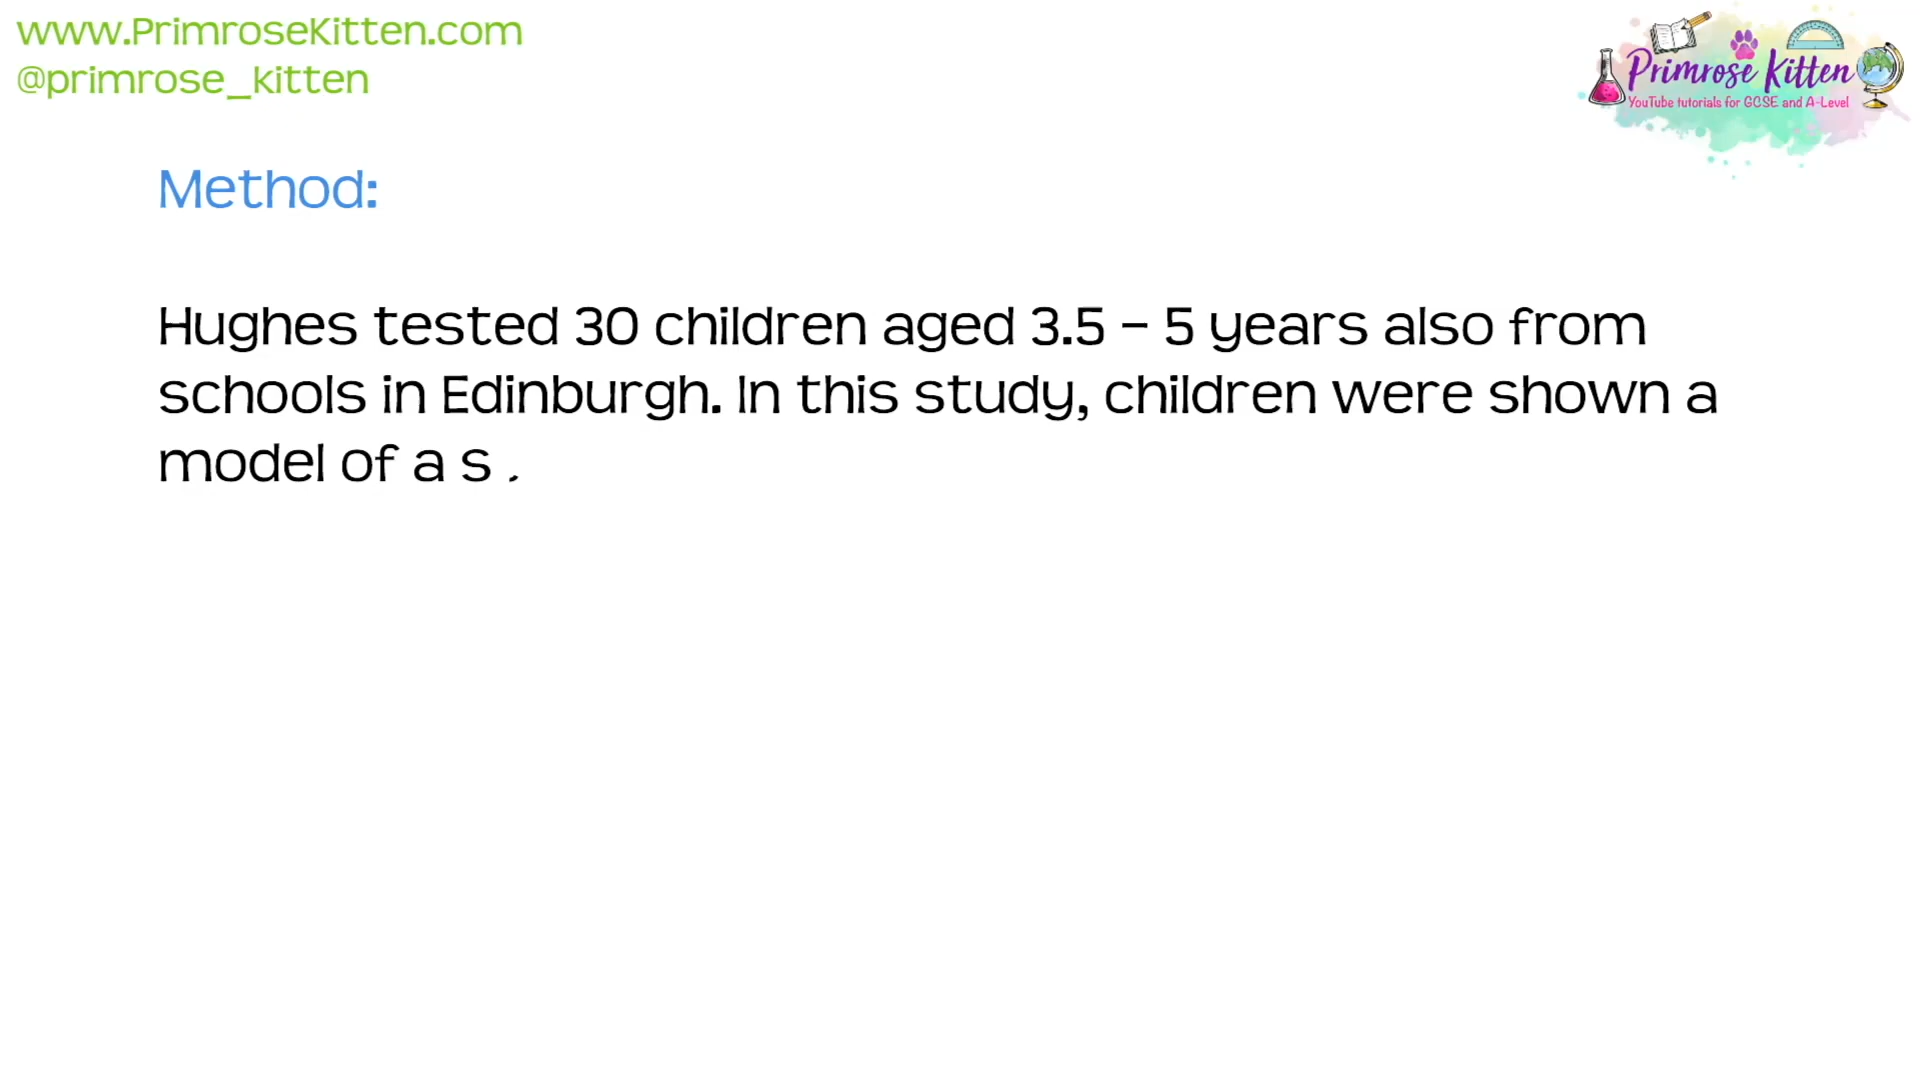 www.PrimroseKitten.com
@primrose_kitten
Primrose Kitten
YouTube tutorials for GCSE and A-Level
Method:
Hughes tested 30 children aged 3.5 – 5 years also from
schools in Edinburgh. In this study, children were shown a
model of a s